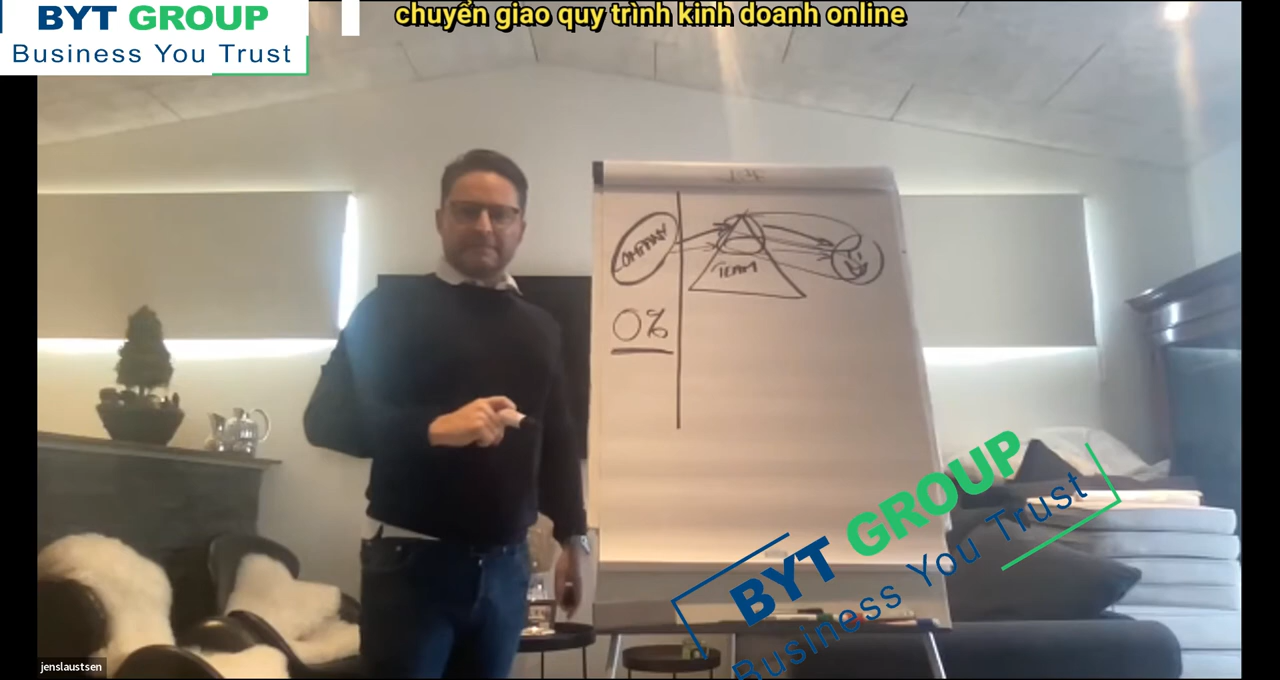 BYT GROUP
Business You Trust
chuyển giao quy trình kinh doanh online
COMPANY
TEAM
0%
BYT GROUP
Business You Trust
jenslaustsen